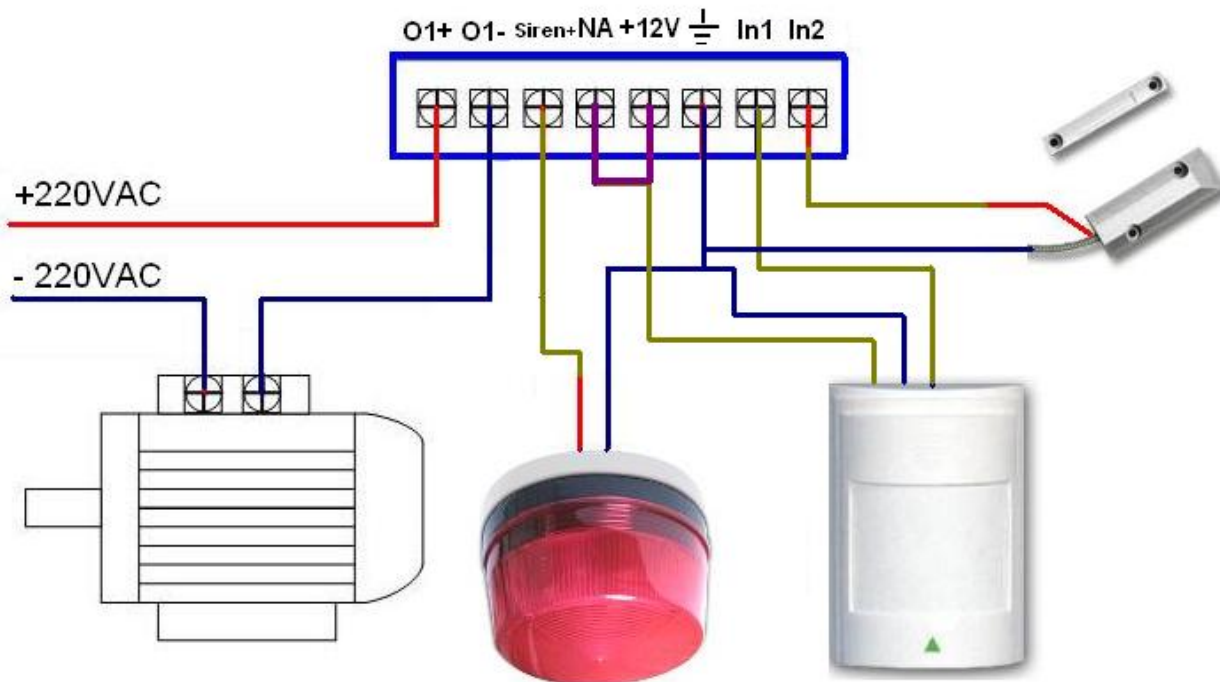 O1+ O1- Siren+ NA +12V In1 In2
+220VAC
- 220VAC